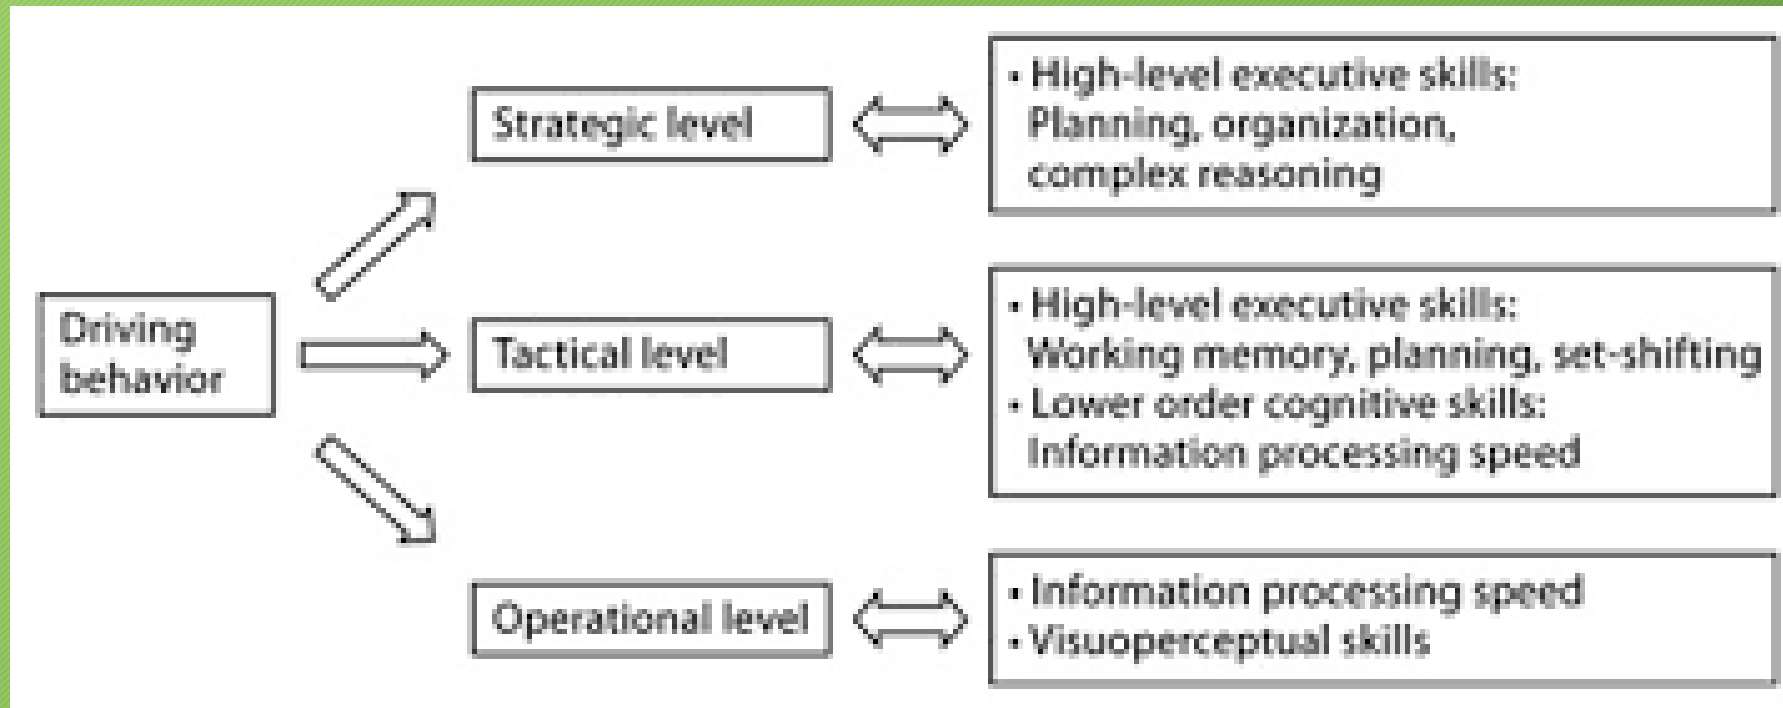 Driving
behavior
Strategic level
• High-level executive skills:
Planning, organization,
complex reasoning
Tactical level
• High-level executive skills:
Working memory, planning, set-shifting
• Lower order cognitive skills:
Information processing speed
Operational level
• Information processing speed
• Visuoperceptual skills